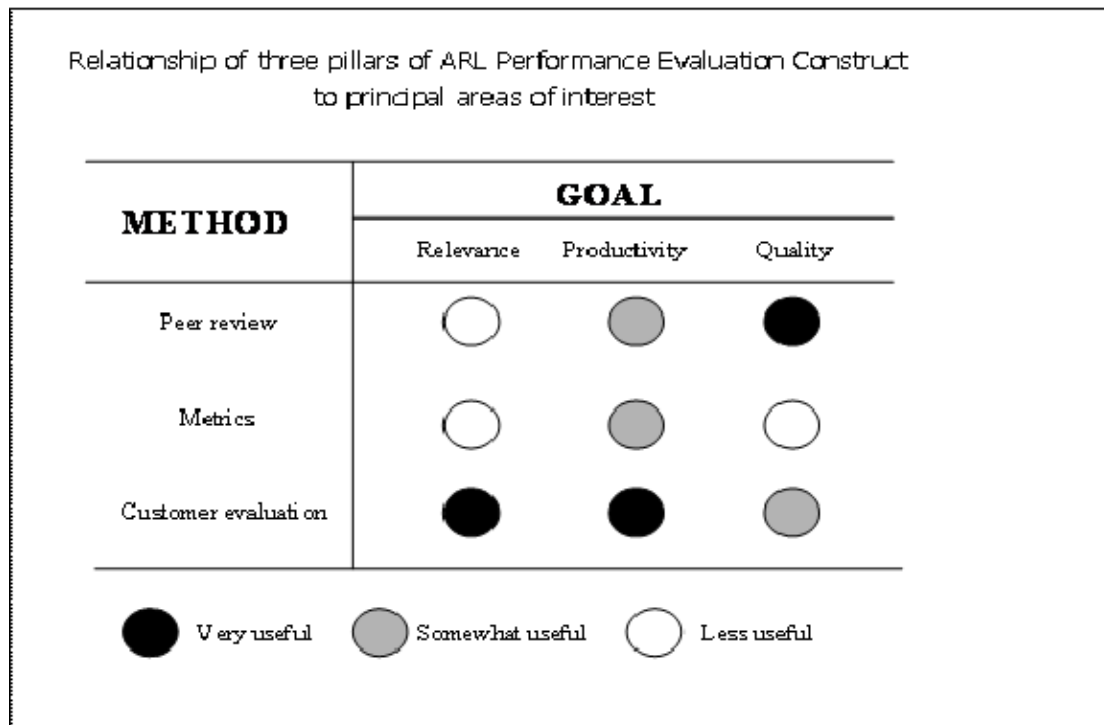 Relationship of three pillars of ARL Performance Evaluation Construct
to principal areas of interest
METHOD
GOAL
Relevance Productivity Quality
Peer review
Metrics
Customer evaluation
Very useful Somewhat useful Less useful